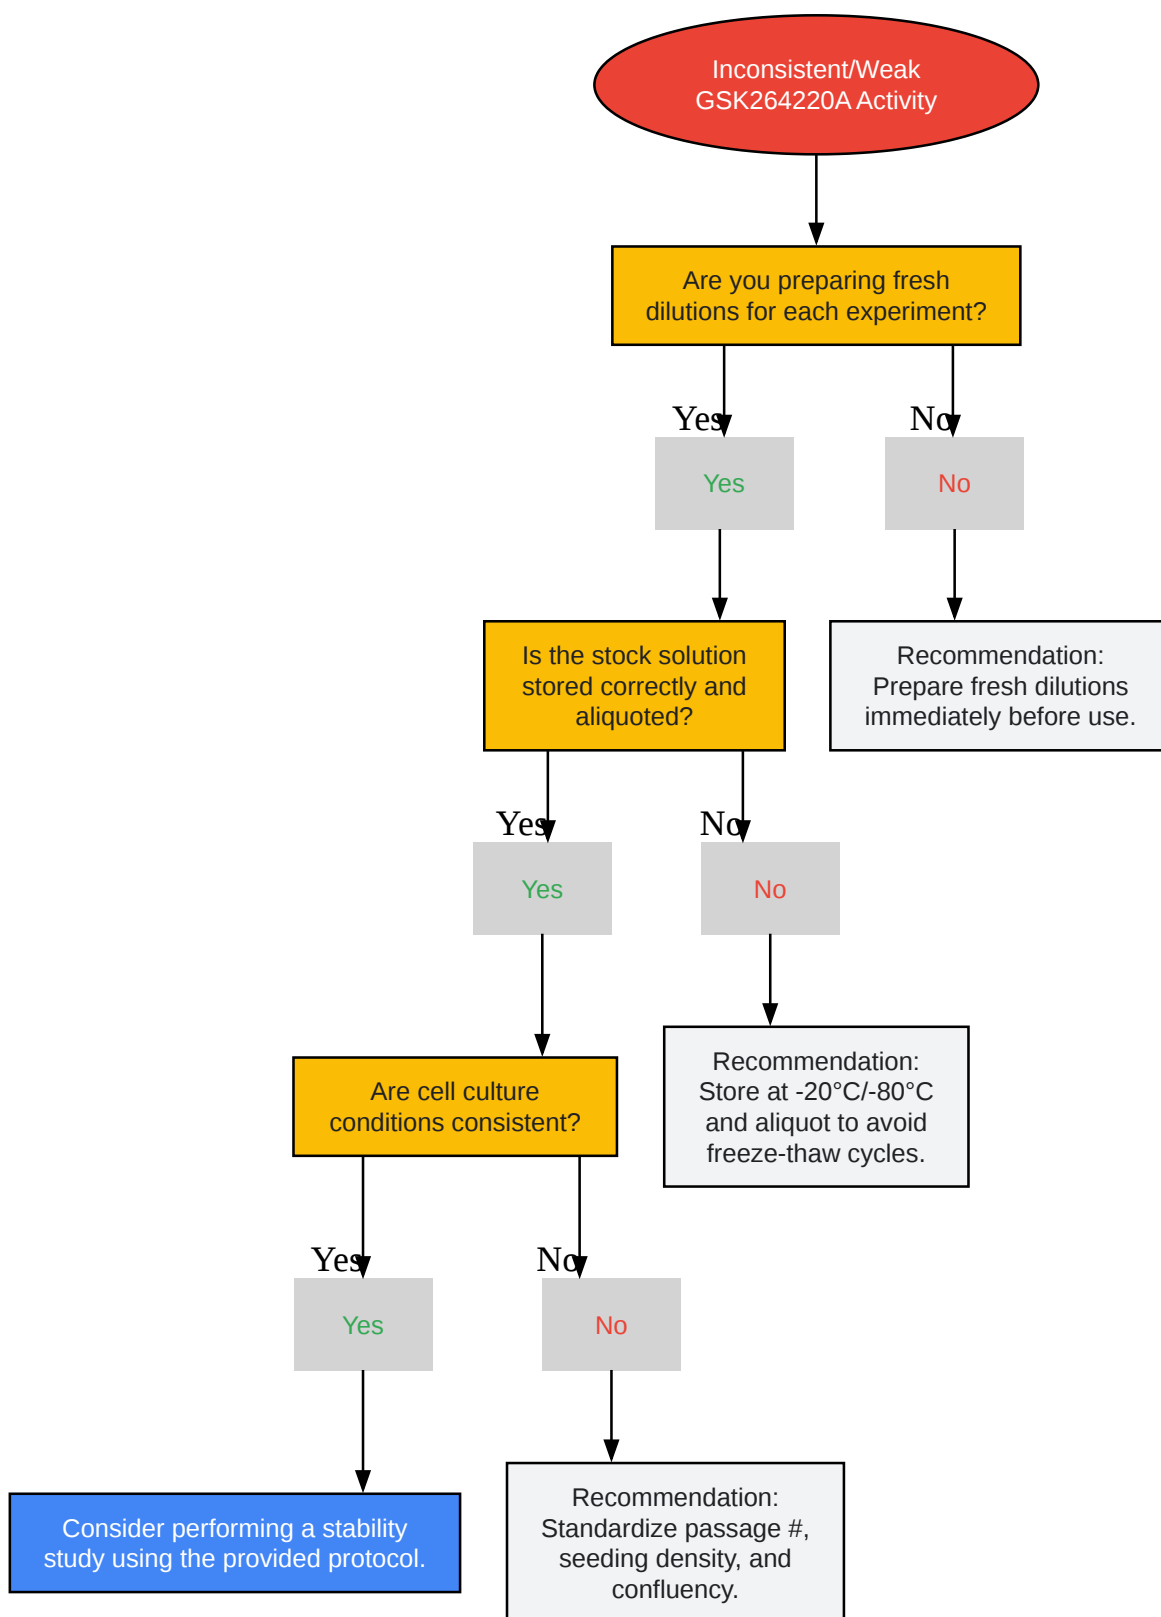 Inconsistent/Weak
GSK264220A Activity
Are you preparing fresh
dilutions for each experiment?
Yes
No
Yes
No
Is the stock solution
stored correctly and
aliquoted?
Recommendation:
Prepare fresh dilutions
immediately before use.
Yes
No
Yes
No
Are cell culture
conditions consistent?
Recommendation:
Store at -20°C/-80°C
and aliquot to avoid
freeze-thaw cycles.
Yes
No
Yes
No
Consider performing a stability
study using the provided protocol.
Recommendation:
Standardize passage #,
seeding density, and
confluency.